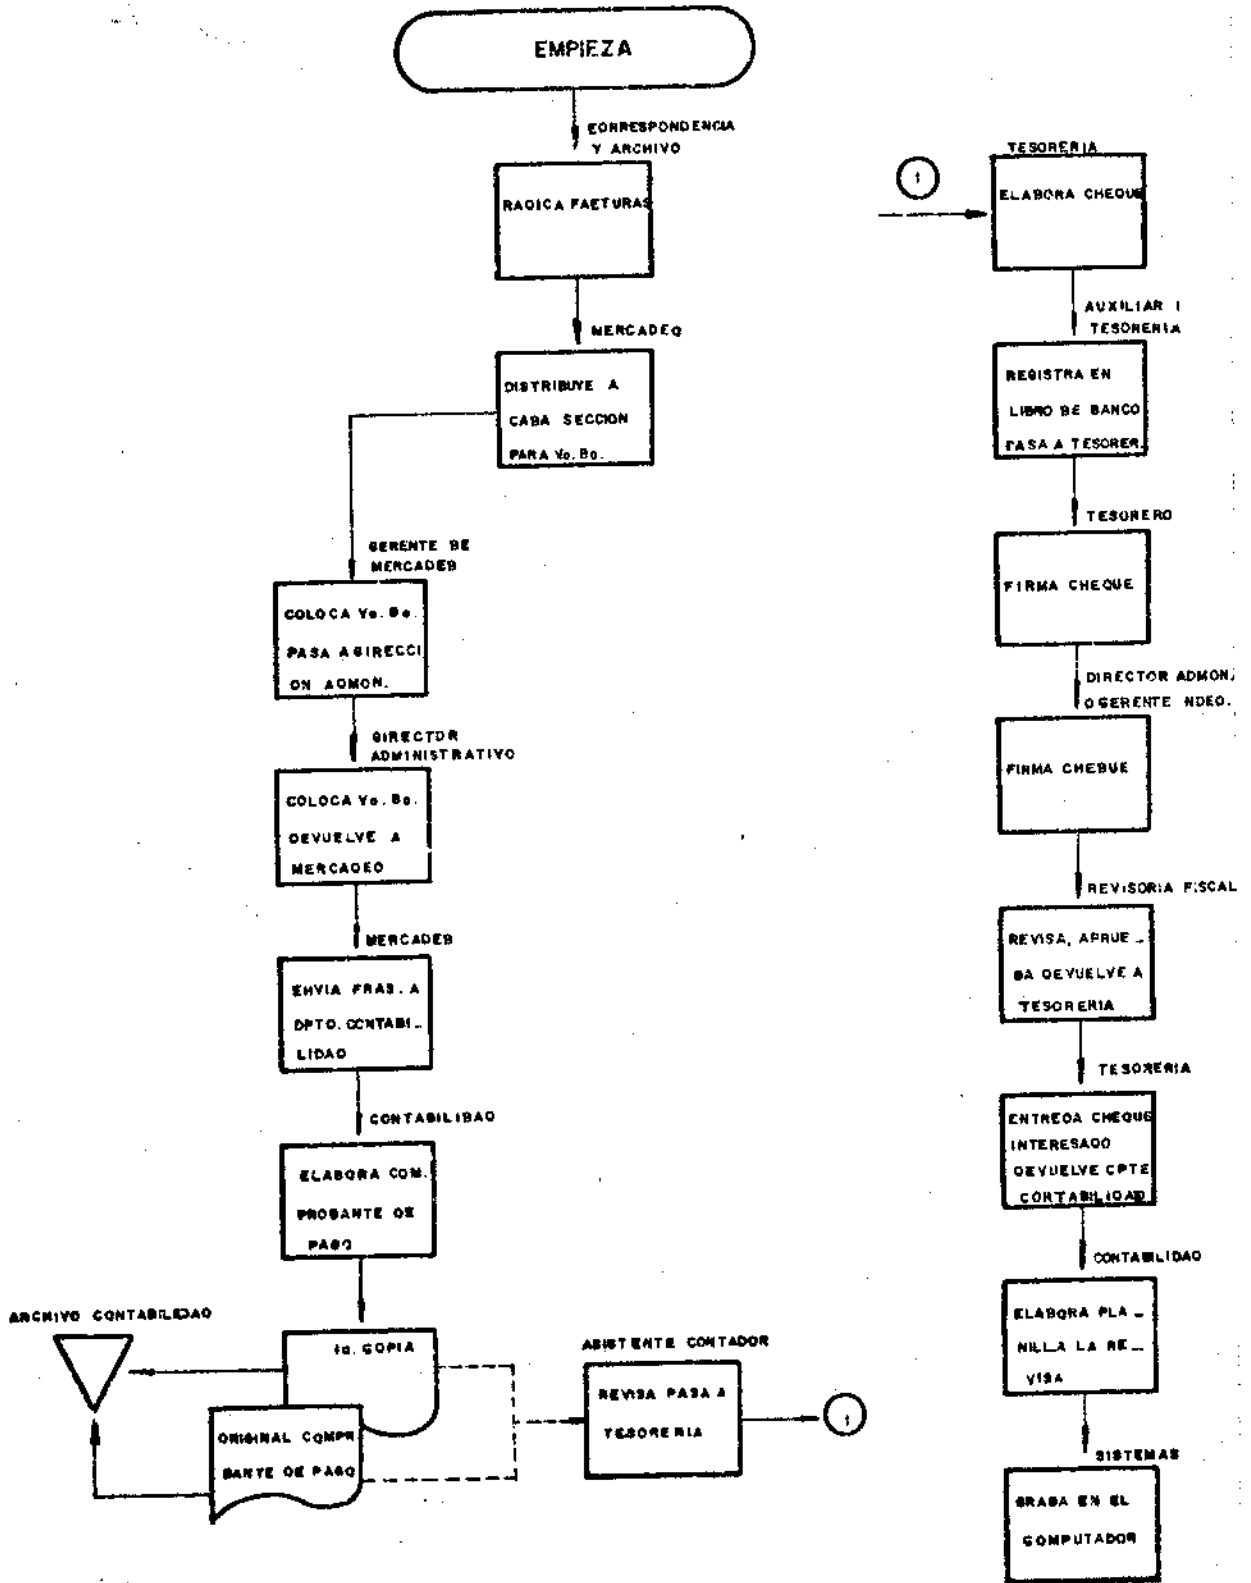 EMPIEZA
CORRESPONDENCIA
Y ARCHIVO
RADICA FACTURAS
MERCADEO
DISTRIBUYE A
CADA SECCION
PARA Vo. Bo.
GERENTE DE
MERCADEO
COLOCA Vo. Bo.
PASA A DIRECCI
ON ADMON.
DIRECTOR
ADMINISTRATIVO
COLOCA Vo. Bo.
DEVUELVE A
MERCADEO
MERCADEO
ENVIA FRAS. A
DPTO. CONTABI_
LIDAD
CONTABILIDAD
ELABORA COM.
PROBANTE DE
PAGO
ARCHIVO CONTABILIDAD
1a. COPIA
ORIGINAL COMPR
BANTE DE PAGO
ASISTENTE CONTADOR
REVISA PASA A
TESORERIA
1
1
TESORERIA
ELABORA CHEQUE
AUXILIAR I
TESORERIA
REGISTRA EN
LIBRO DE BANCO
PASA A TESORER.
TESORERO
FIRMA CHEQUE
DIRECTOR ADMON.
O GERENTE NDEO.
FIRMA CHEQUE
REVISORIA FISCAL
REVISA, APRUE_
BA DEVUELVE A
TESORERIA
TESORERIA
ENTREGA CHEQUE
INTERESADO
DEVUELVE CPTE
CONTABILIDAD
CONTABILIDAD
ELABORA PLA_
NILLA LA RE_
VISA
SISTEMAS
GRABA EN EL
COMPUTADOR